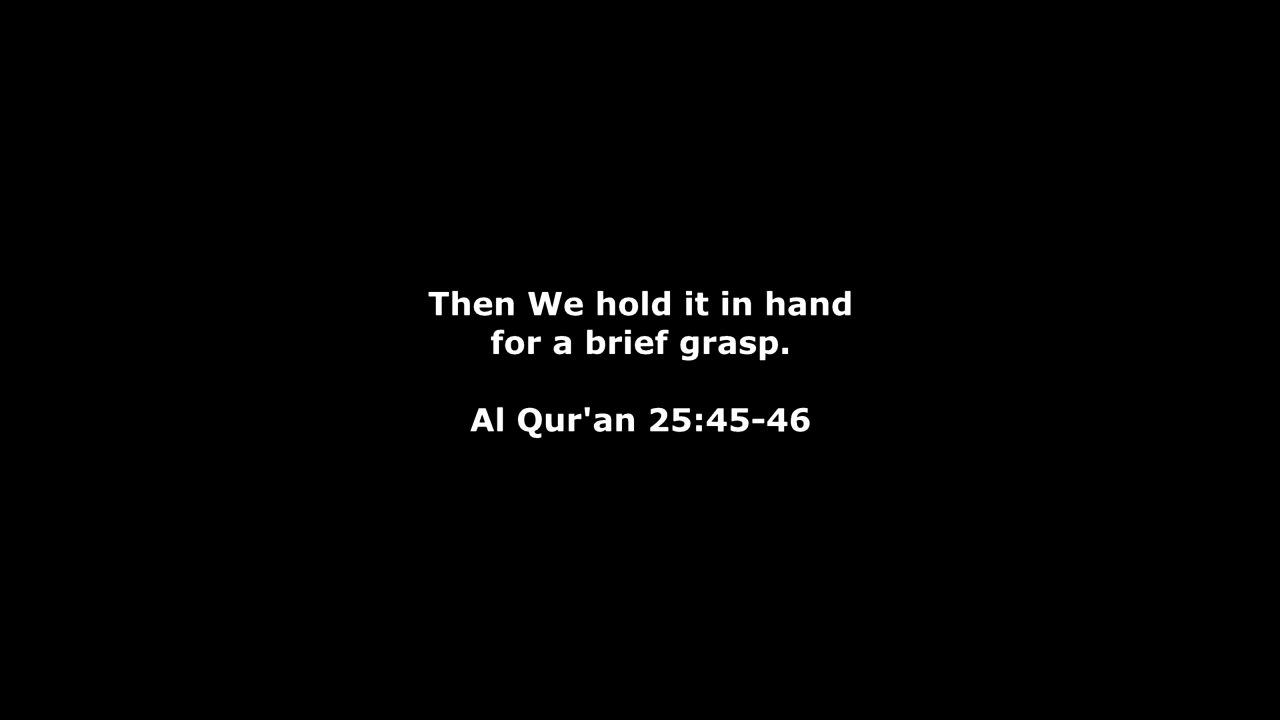 Then We hold it in hand
for a brief grasp.
Al Qur'an 25:45-46